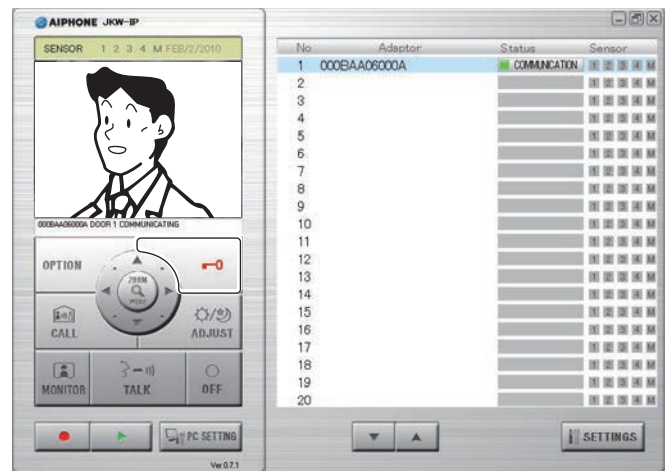 AIPHONE JKW-IP
SENSOR 1 2 3 4 M FEB/2/2010
000BAA06000A DOOR 1 COMMUNICATING
OPTION
ZOOM
WIDE
CALL
ADJUST
MONITOR
TALK
OFF
PC SETTING
Ver 0.7.1
No Adaptor Status Sensor
1 000BAA06000A COMMUNICATION 1 2 3 4 M
2 1 2 3 4 M
3 1 2 3 4 M
4 1 2 3 4 M
5 1 2 3 4 M
6 1 2 3 4 M
7 1 2 3 4 M
8 1 2 3 4 M
9 1 2 3 4 M
10 1 2 3 4 M
11 1 2 3 4 M
12 1 2 3 4 M
13 1 2 3 4 M
14 1 2 3 4 M
15 1 2 3 4 M
16 1 2 3 4 M
17 1 2 3 4 M
18 1 2 3 4 M
19 1 2 3 4 M
20 1 2 3 4 M
SETTINGS